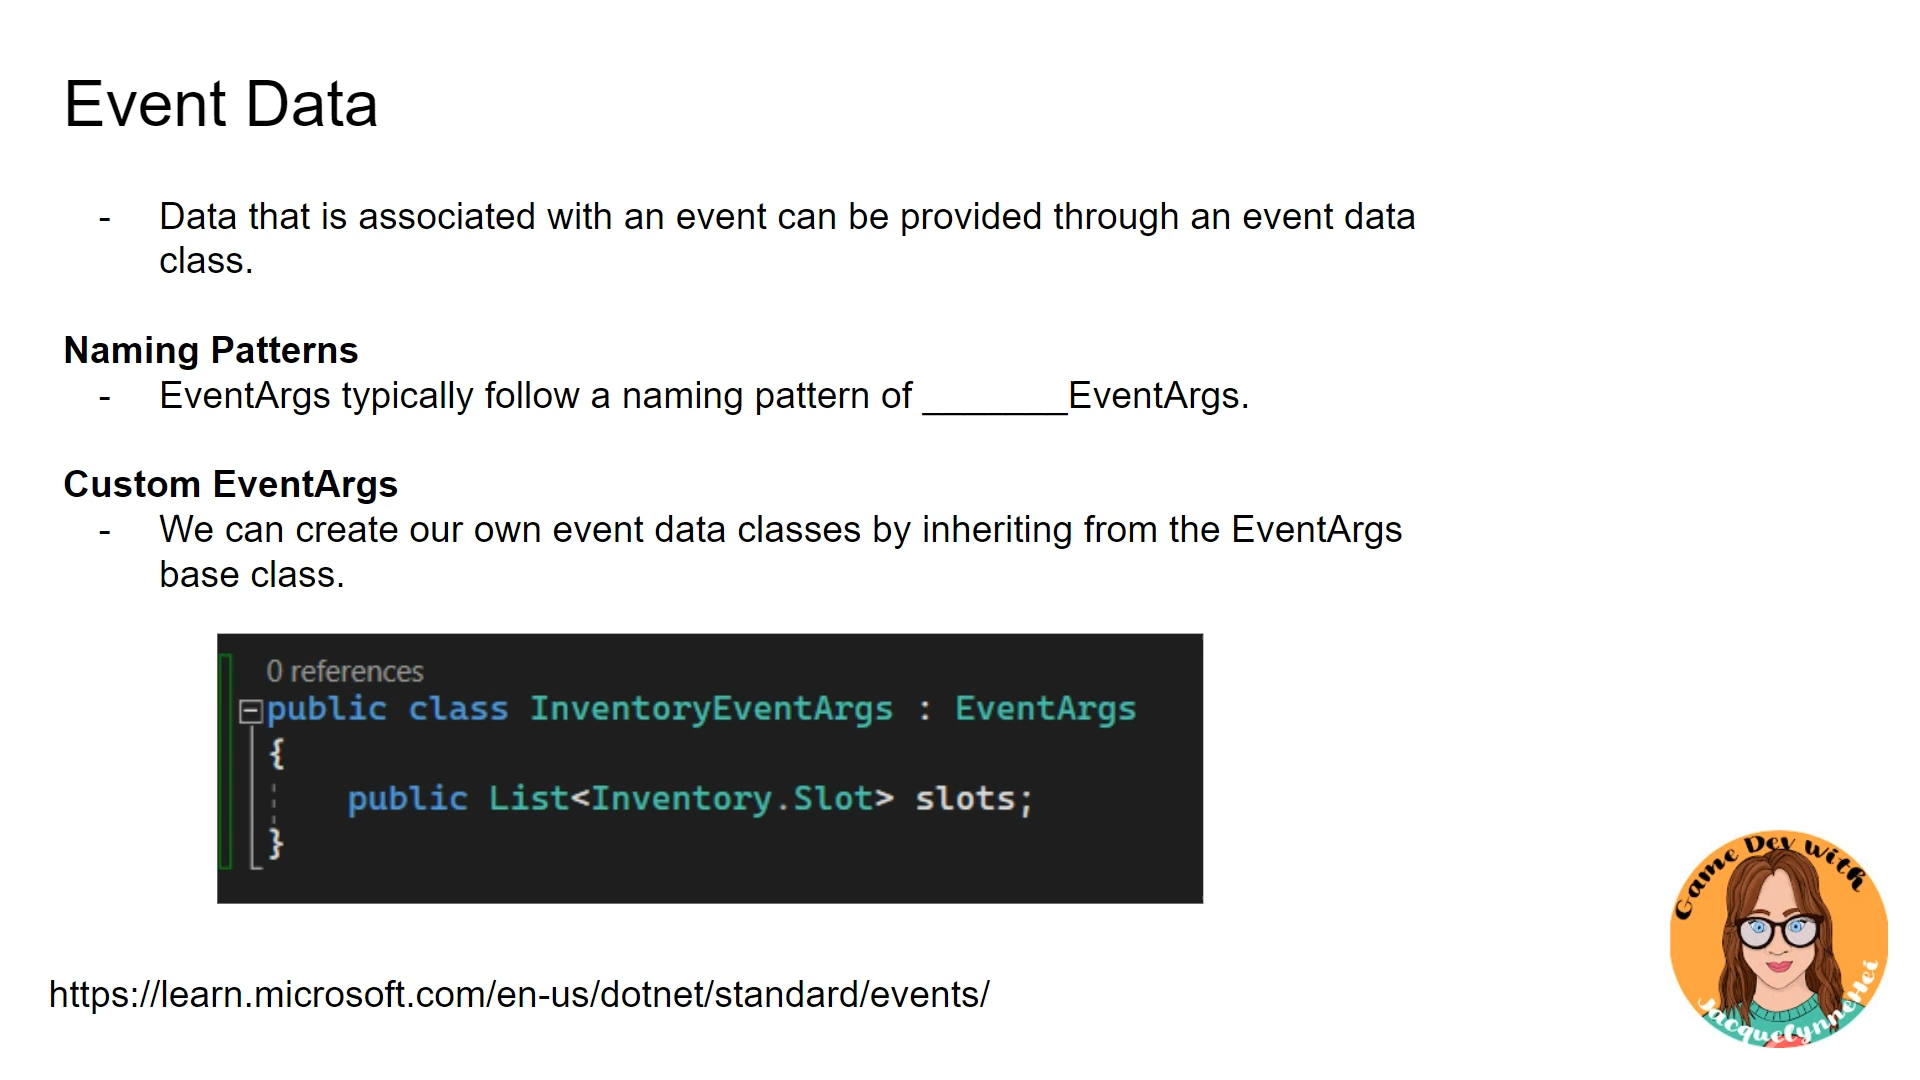 Event Data
- Data that is associated with an event can be provided through an event data
class.
Naming Patterns
- EventArgs typically follow a naming pattern of _______EventArgs.
Custom EventArgs
- We can create our own event data classes by inheriting from the EventArgs
base class.
0 references
public class InventoryEventArgs : EventArgs
{
public List<Inventory.Slot> slots;
}
https://learn.microsoft.com/en-us/dotnet/standard/events/
Game Dev with
JacquelynneHei